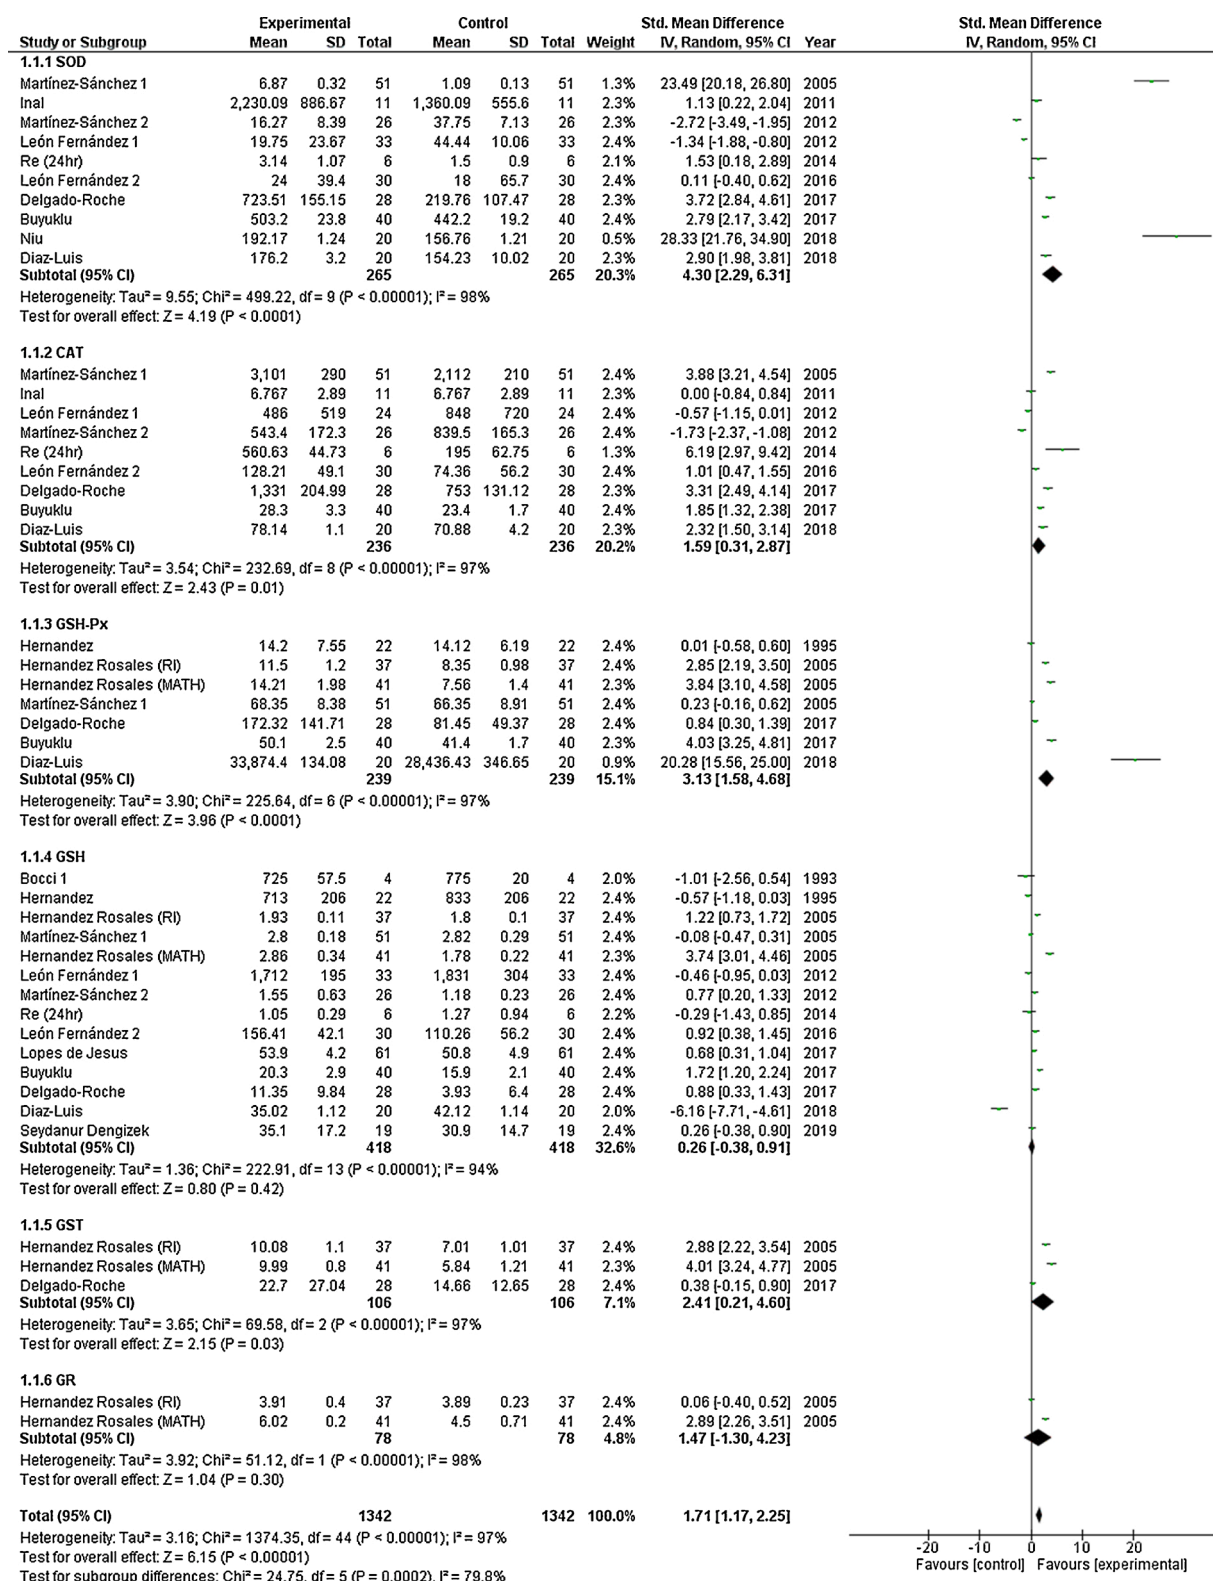 Experimental Control Std. Mean Difference Std. Mean Difference
Study or Subgroup Mean SD Total Mean SD Total Weight IV, Random, 95% CI Year IV, Random, 95% CI
1.1.1 SOD
Martínez-Sánchez 1 6.87 0.32 51 1.09 0.13 51 1.3% 23.49 [20.18, 26.80] 2005
Inal 2,230.09 886.67 11 1,360.09 555.6 11 2.3% 1.13 [0.22, 2.04] 2011
Martínez-Sánchez 2 16.27 8.39 26 37.75 7.13 26 2.3% -2.72 [-3.49, -1.95] 2012
León Fernández 1 19.75 23.67 33 44.44 10.06 33 2.4% -1.34 [-1.88, -0.80] 2012
Re (24hr) 3.14 1.07 6 1.5 0.9 6 2.1% 1.53 [0.18, 2.89] 2014
León Fernández 2 24 39.4 30 18 65.7 30 2.4% 0.11 [-0.40, 0.62] 2016
Delgado-Roche 723.51 155.15 28 219.76 107.47 28 2.3% 3.72 [2.84, 4.61] 2017
Buyuklu 503.2 23.8 40 442.2 19.2 40 2.4% 2.79 [2.17, 3.42] 2017
Niu 192.17 1.24 20 156.76 1.21 20 0.5% 28.33 [21.76, 34.90] 2018
Diaz-Luis 176.2 3.2 20 154.23 10.02 20 2.3% 2.90 [1.98, 3.81] 2018
Subtotal (95% CI) 265 265 20.3% 4.30 [2.29, 6.31]
Heterogeneity: Tau² = 9.55; Chi² = 499.22, df = 9 (P < 0.00001); I² = 98%
Test for overall effect: Z = 4.19 (P < 0.0001)
1.1.2 CAT
Martínez-Sánchez 1 3,101 290 51 2,112 210 51 2.4% 3.88 [3.21, 4.54] 2005
Inal 6.767 2.89 11 6.767 2.89 11 2.3% 0.00 [-0.84, 0.84] 2011
León Fernández 1 486 519 24 848 720 24 2.4% -0.57 [-1.15, 0.01] 2012
Martínez-Sánchez 2 543.4 172.3 26 839.5 165.3 26 2.4% -1.73 [-2.37, -1.08] 2012
Re (24hr) 560.63 44.73 6 195 62.75 6 1.3% 6.19 [2.97, 9.42] 2014
León Fernández 2 128.21 49.1 30 74.36 56.2 30 2.4% 1.01 [0.47, 1.55] 2016
Delgado-Roche 1,331 204.99 28 753 131.12 28 2.3% 3.31 [2.49, 4.14] 2017
Buyuklu 28.3 3.3 40 23.4 1.7 40 2.4% 1.85 [1.32, 2.38] 2017
Diaz-Luis 78.14 1.1 20 70.88 4.2 20 2.3% 2.32 [1.50, 3.14] 2018
Subtotal (95% CI) 236 236 20.2% 1.59 [0.31, 2.87]
Heterogeneity: Tau² = 3.54; Chi² = 232.69, df = 8 (P < 0.00001); I² = 97%
Test for overall effect: Z = 2.43 (P = 0.01)
1.1.3 GSH-Px
Hernandez 14.2 7.55 22 14.12 6.19 22 2.4% 0.01 [-0.58, 0.60] 1995
Hernandez Rosales (RI) 11.5 1.2 37 8.35 0.98 37 2.4% 2.85 [2.19, 3.50] 2005
Hernandez Rosales (MATH) 14.21 1.98 41 7.56 1.4 41 2.3% 3.84 [3.10, 4.58] 2005
Martínez-Sánchez 1 68.35 8.38 51 66.35 8.91 51 2.4% 0.23 [-0.16, 0.62] 2005
Delgado-Roche 172.32 141.71 28 81.45 49.37 28 2.4% 0.84 [0.30, 1.39] 2017
Buyuklu 50.1 2.5 40 41.4 1.7 40 2.3% 4.03 [3.25, 4.81] 2017
Diaz-Luis 33,874.4 134.08 20 28,436.43 346.65 20 0.9% 20.28 [15.56, 25.00] 2018
Subtotal (95% CI) 239 239 15.1% 3.13 [1.58, 4.68]
Heterogeneity: Tau² = 3.90; Chi² = 225.64, df = 6 (P < 0.00001); I² = 97%
Test for overall effect: Z = 3.96 (P < 0.0001)
1.1.4 GSH
Bocci 1 725 57.5 4 775 20 4 2.0% -1.01 [-2.56, 0.54] 1993
Hernandez 713 206 22 833 206 22 2.4% -0.57 [-1.18, 0.03] 1995
Hernandez Rosales (RI) 1.93 0.11 37 1.8 0.1 37 2.4% 1.22 [0.73, 1.72] 2005
Martínez-Sánchez 1 2.8 0.18 51 2.82 0.29 51 2.4% -0.08 [-0.47, 0.31] 2005
Hernandez Rosales (MATH) 2.86 0.34 41 1.78 0.22 41 2.3% 3.74 [3.01, 4.46] 2005
León Fernández 1 1,712 195 33 1,831 304 33 2.4% -0.46 [-0.95, 0.03] 2012
Martínez-Sánchez 2 1.55 0.63 26 1.18 0.23 26 2.4% 0.77 [0.20, 1.33] 2012
Re (24hr) 1.05 0.29 6 1.27 0.94 6 2.2% -0.29 [-1.43, 0.85] 2014
León Fernández 2 156.41 42.1 30 110.26 56.2 30 2.4% 0.92 [0.38, 1.45] 2016
Lopes de Jesus 53.9 4.2 61 50.8 4.9 61 2.4% 0.68 [0.31, 1.04] 2017
Buyuklu 20.3 2.9 40 15.9 2.1 40 2.4% 1.72 [1.20, 2.24] 2017
Delgado-Roche 11.35 9.84 28 3.93 6.4 28 2.4% 0.88 [0.33, 1.43] 2017
Diaz-Luis 35.02 1.12 20 42.12 1.14 20 2.0% -6.16 [-7.71, -4.61] 2018
Seydanur Dengizek 35.1 17.2 19 30.9 14.7 19 2.4% 0.26 [-0.38, 0.90] 2019
Subtotal (95% CI) 418 418 32.6% 0.26 [-0.38, 0.91]
Heterogeneity: Tau² = 1.36; Chi² = 222.91, df = 13 (P < 0.00001); I² = 94%
Test for overall effect: Z = 0.80 (P = 0.42)
1.1.5 GST
Hernandez Rosales (RI) 10.08 1.1 37 7.01 1.01 37 2.4% 2.88 [2.22, 3.54] 2005
Hernandez Rosales (MATH) 9.99 0.8 41 5.84 1.21 41 2.3% 4.01 [3.24, 4.77] 2005
Delgado-Roche 22.7 27.04 28 14.66 12.65 28 2.4% 0.38 [-0.15, 0.90] 2017
Subtotal (95% CI) 106 106 7.1% 2.41 [0.21, 4.60]
Heterogeneity: Tau² = 3.65; Chi² = 69.58, df = 2 (P < 0.00001); I² = 97%
Test for overall effect: Z = 2.15 (P = 0.03)
1.1.6 GR
Hernandez Rosales (RI) 3.91 0.4 37 3.89 0.23 37 2.4% 0.06 [-0.40, 0.52] 2005
Hernandez Rosales (MATH) 6.02 0.2 41 4.5 0.71 41 2.4% 2.89 [2.26, 3.51] 2005
Subtotal (95% CI) 78 78 4.8% 1.47 [-1.30, 4.23]
Heterogeneity: Tau² = 3.92; Chi² = 51.12, df = 1 (P < 0.00001); I² = 98%
Test for overall effect: Z = 1.04 (P = 0.30)
Total (95% CI) 1342 1342 100.0% 1.71 [1.17, 2.25]
Heterogeneity: Tau² = 3.16; Chi² = 1374.35, df = 44 (P < 0.00001); I² = 97%
Test for overall effect: Z = 6.15 (P < 0.00001)
Test for subgroup differences: Chi² = 24.75, df = 5 (P = 0.0002), I² = 79.8%
-20 -10 0 10 20
Favours [control] Favours [experimental]